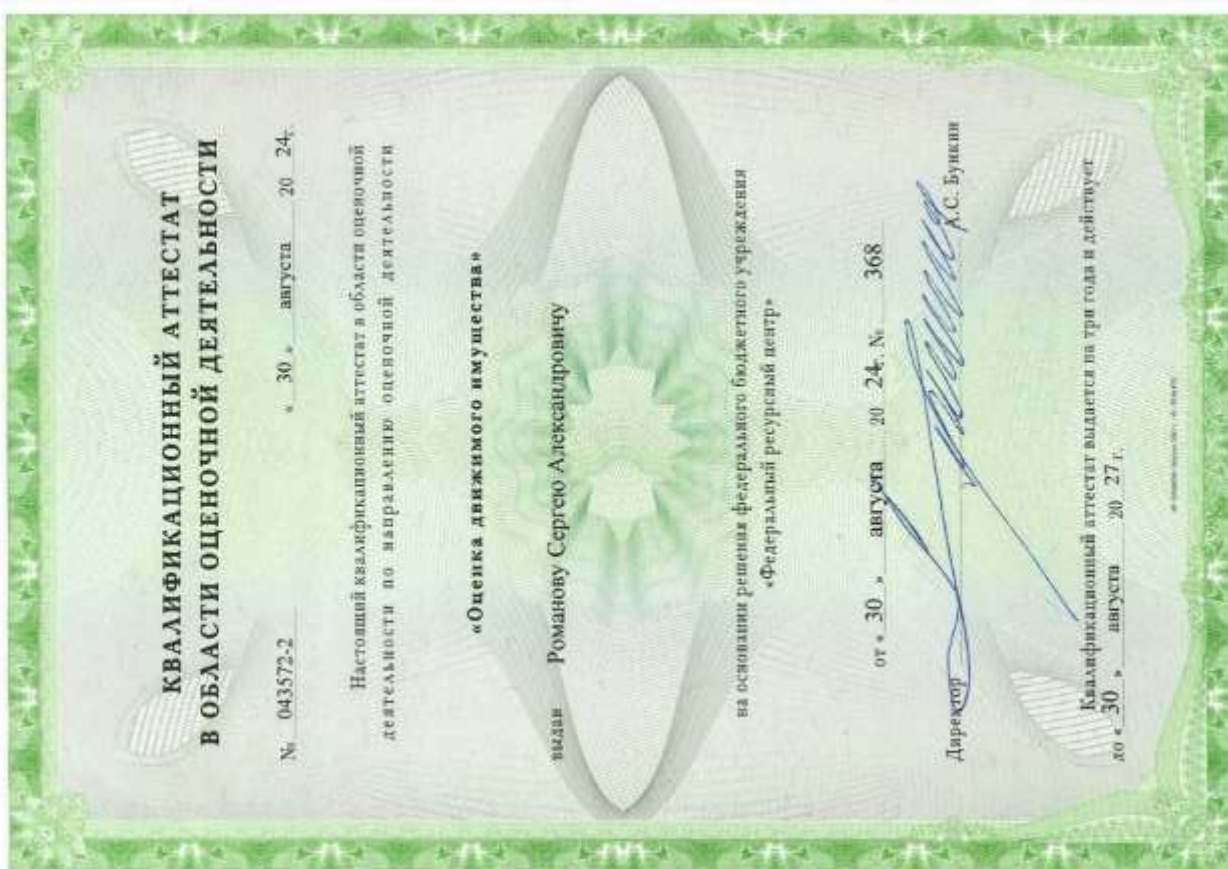 КВАЛИФИКАЦИОННЫЙ АТТЕСТАТ
В ОБЛАСТИ ОЦЕНОЧНОЙ ДЕЯТЕЛЬНОСТИ
№ 043572-2 « 30 » августа 20 24г.
Настоящий квалификационный аттестат в области оценочной
деятельности по направлению оценочной деятельности
«Оценка движимого имущества»
выдан Романову Сергею Александровичу
на основании решения федерального бюджетного учреждения
«Федеральный ресурсный центр»
от « 30 » августа 20 24г. № 368
Директор А.С. Бункин
Квалификационный аттестат выдается на три года и действует
до « 30 » августа 20 27 г.